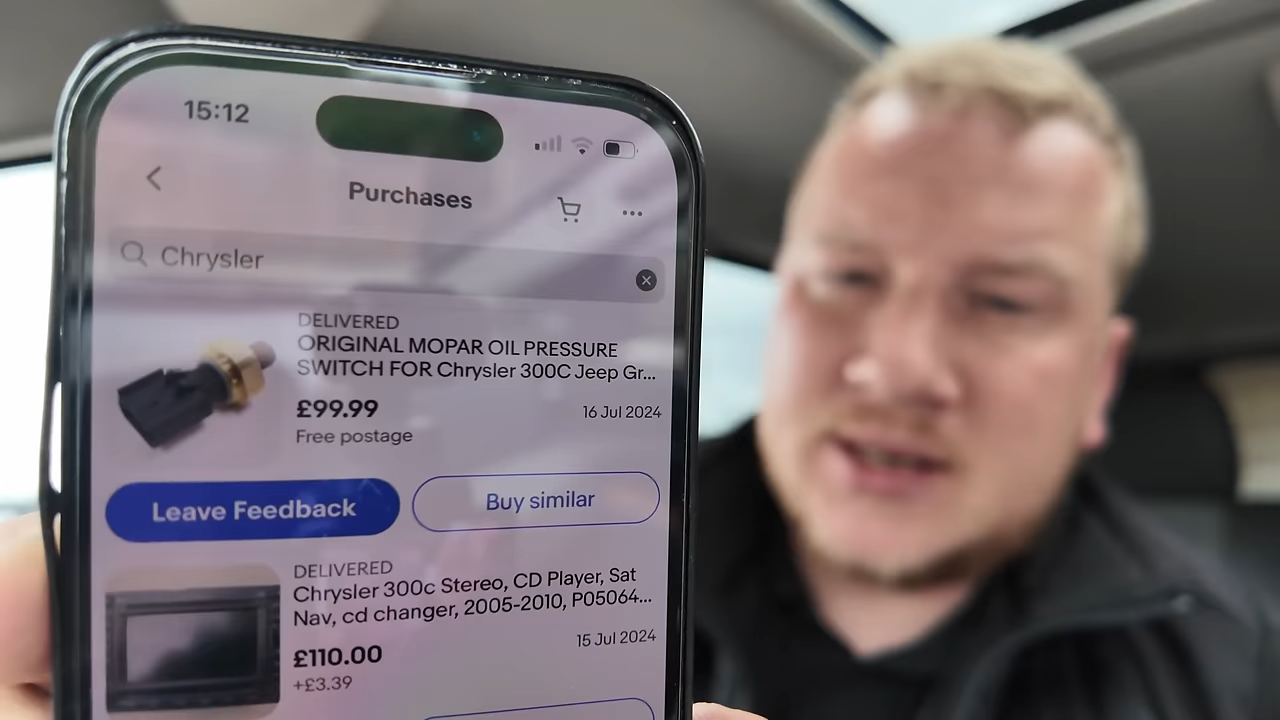 15:12
Purchases
Chrysler
DELIVERED
ORIGINAL MOPAR OIL PRESSURE
SWITCH FOR Chrysler 300C Jeep Gr...
£99.99
16 Jul 2024
Free postage
Leave Feedback
Buy similar
DELIVERED
Chrysler 300c Stereo, CD Player, Sat
Nav, cd changer, 2005-2010, P05064...
£110.00
15 Jul 2024
+£3.39